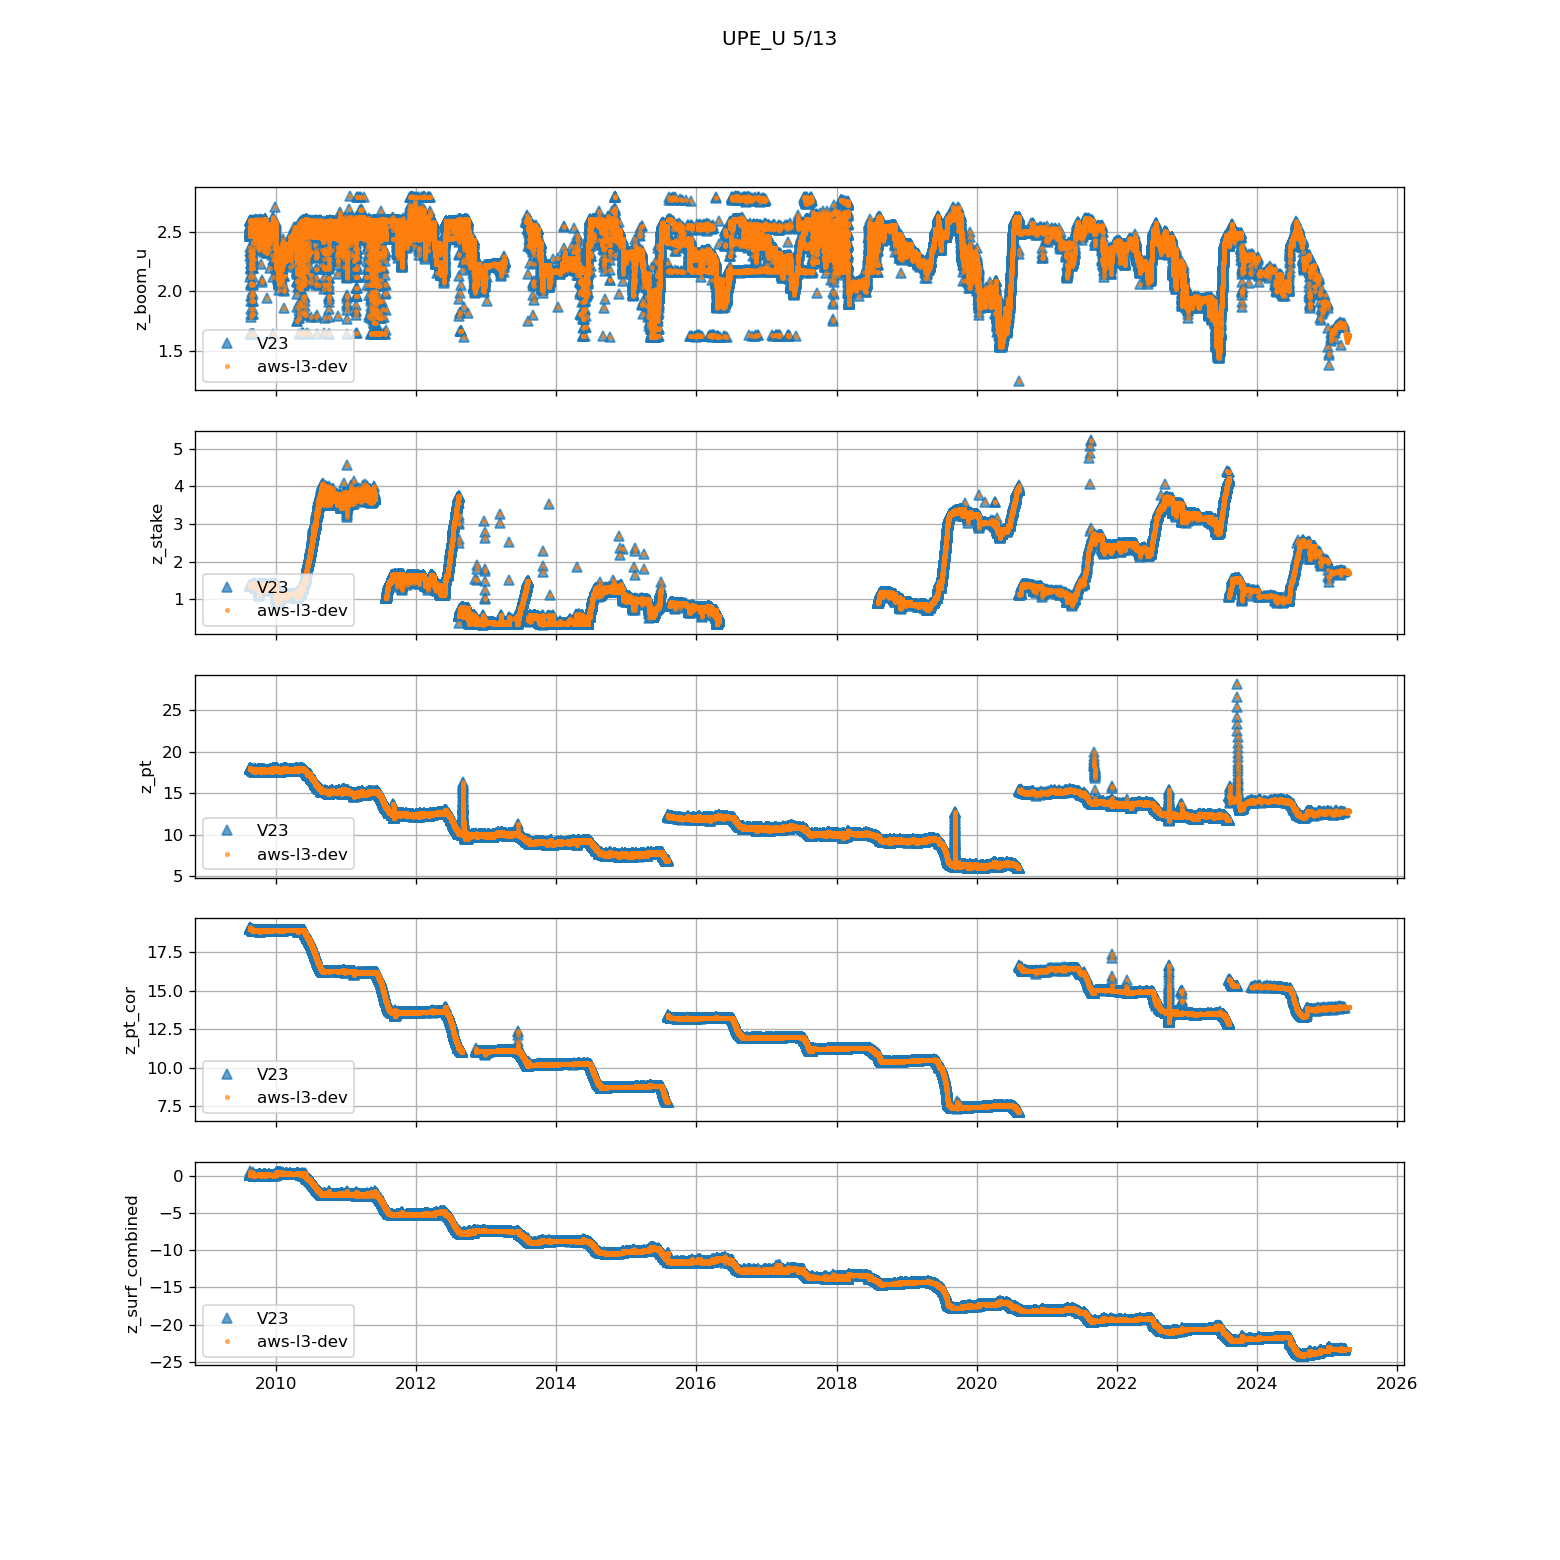 UPE_U 5/13
z_boom_u
2.5
2.0
1.5
V23
aws-l3-dev
z_stake
5
4
3
2
1
V23
aws-l3-dev
z_pt
25
20
15
10
5
V23
aws-l3-dev
z_pt_cor
17.5
15.0
12.5
10.0
7.5
V23
aws-l3-dev
z_surf_combined
0
−5
−10
−15
−20
−25
V23
aws-l3-dev
2010 2012 2014 2016 2018 2020 2022 2024 2026